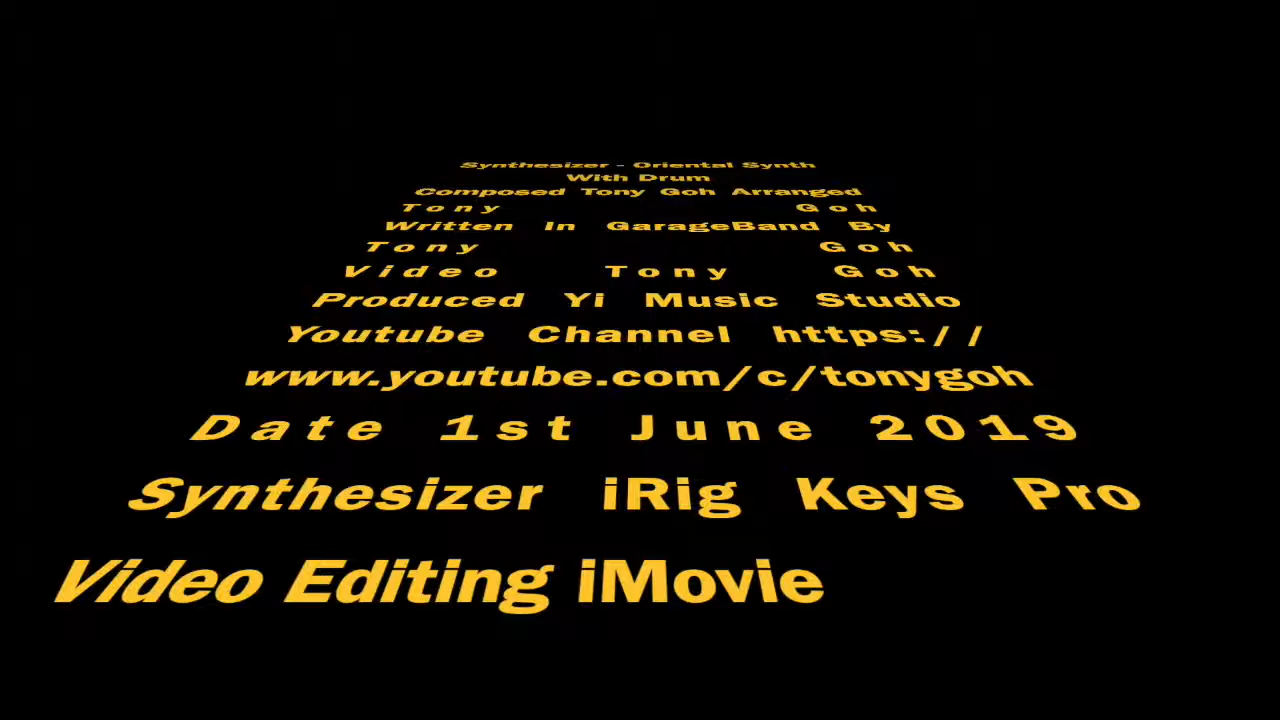 Synthesizer - Oriental Synth
With Drum
Composed Tony Goh Arranged
Tony Goh
Written In GarageBand By
Tony Goh
Video Tony Goh
Produced Yi Music Studio
Youtube Channel https://
www.youtube.com/c/tonygoh
Date 1st June 2019
Synthesizer iRig Keys Pro
Video Editing iMovie